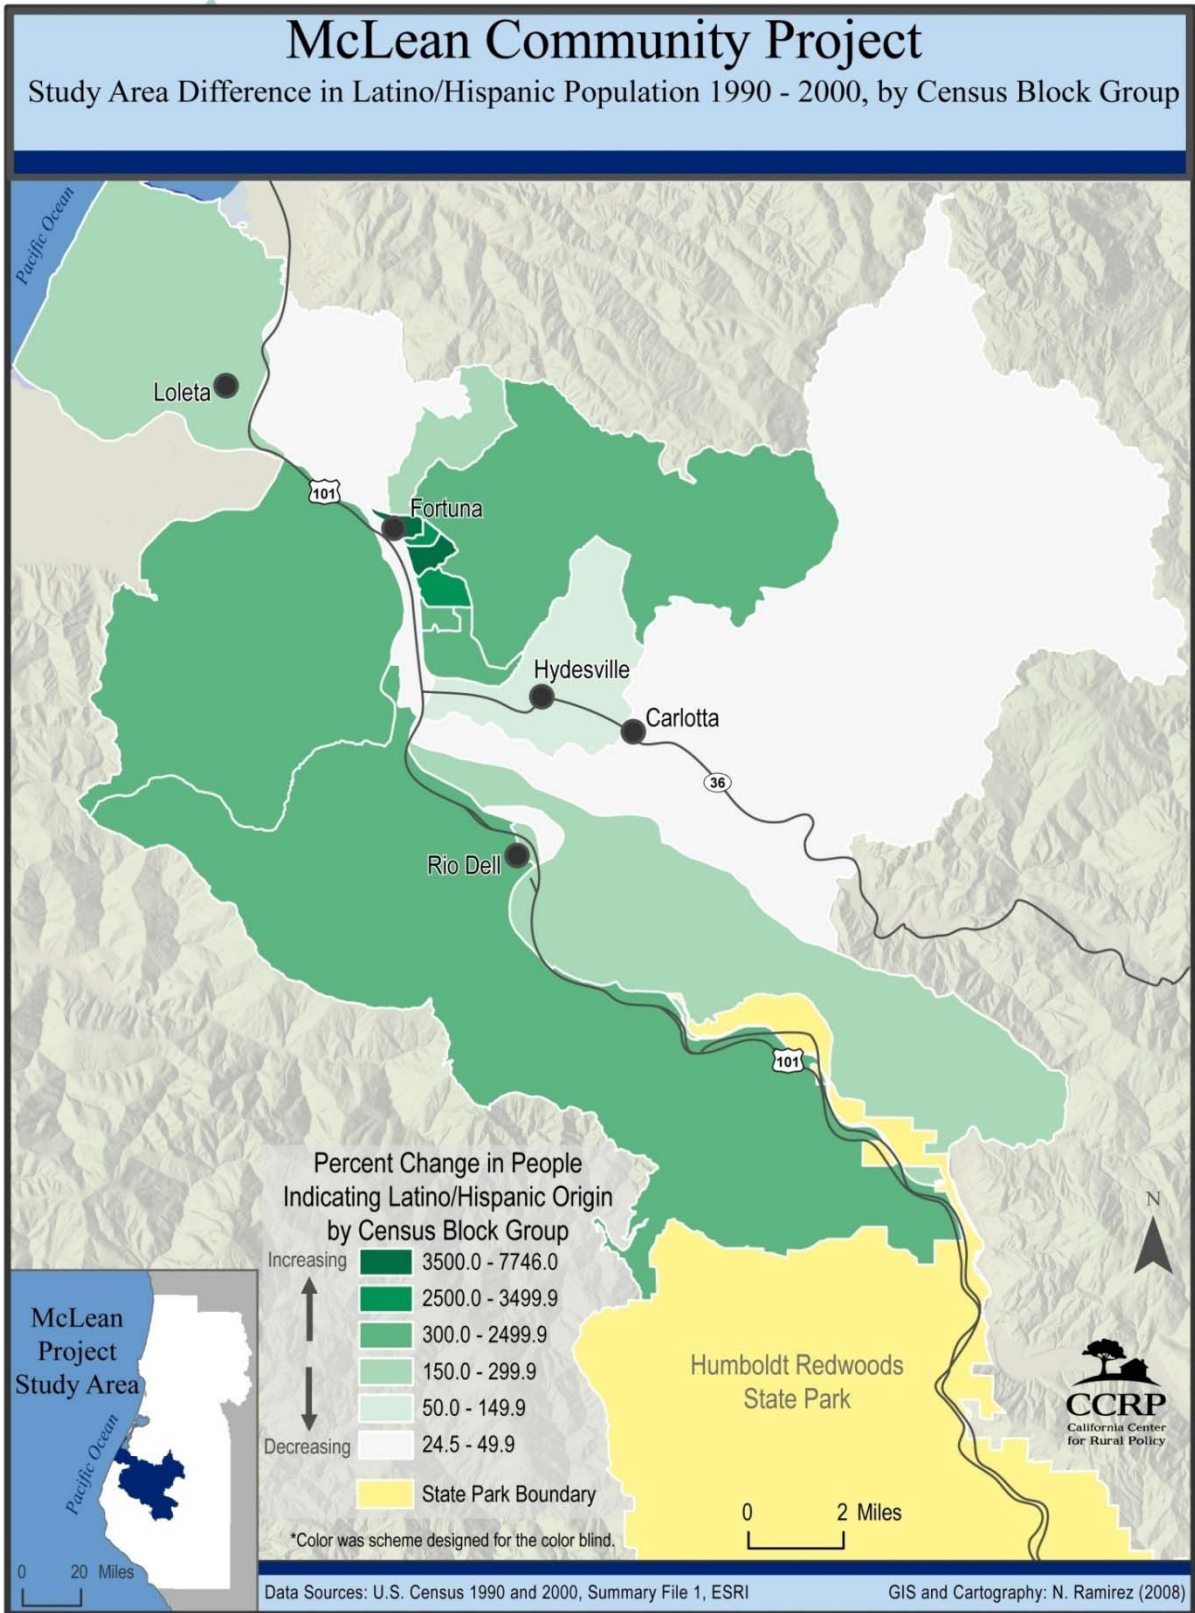 McLean Community Project
Study Area Difference in Latino/Hispanic Population 1990 - 2000, by Census Block Group
Pacific Ocean
Loleta
101
Fortuna
Hydesville
Carlotta
36
Rio Dell
101
Percent Change in People
Indicating Latino/Hispanic Origin
by Census Block Group
Increasing
3500.0 - 7746.0
2500.0 - 3499.9
300.0 - 2499.9
150.0 - 299.9
50.0 - 149.9
Decreasing
24.5 - 49.9
State Park Boundary
*Color was scheme designed for the color blind.
Humboldt Redwoods
State Park
0 2 Miles
N
CCRP
California Center
for Rural Policy
McLean
Project
Study Area
Pacific Ocean
0 20 Miles
Data Sources: U.S. Census 1990 and 2000, Summary File 1, ESRI
GIS and Cartography: N. Ramirez (2008)